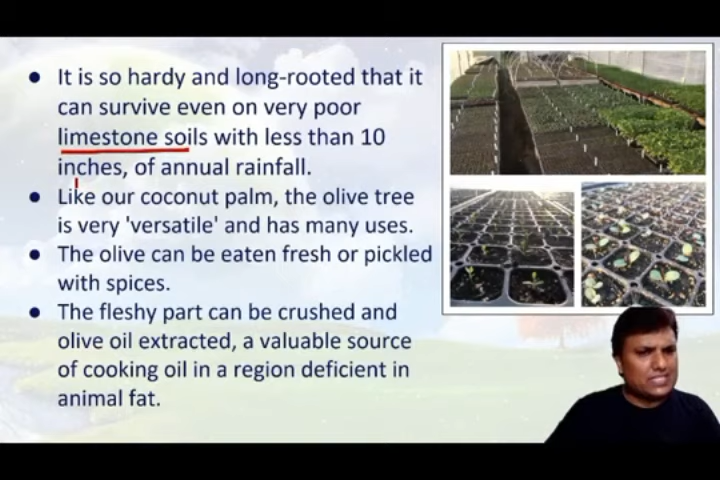 It is so hardy and long-rooted that it
can survive even on very poor
limestone soils with less than 10
inches, of annual rainfall.
Like our coconut palm, the olive tree
is very 'versatile' and has many uses.
The olive can be eaten fresh or pickled
with spices.
The fleshy part can be crushed and
olive oil extracted, a valuable source
of cooking oil in a region deficient in
animal fat.